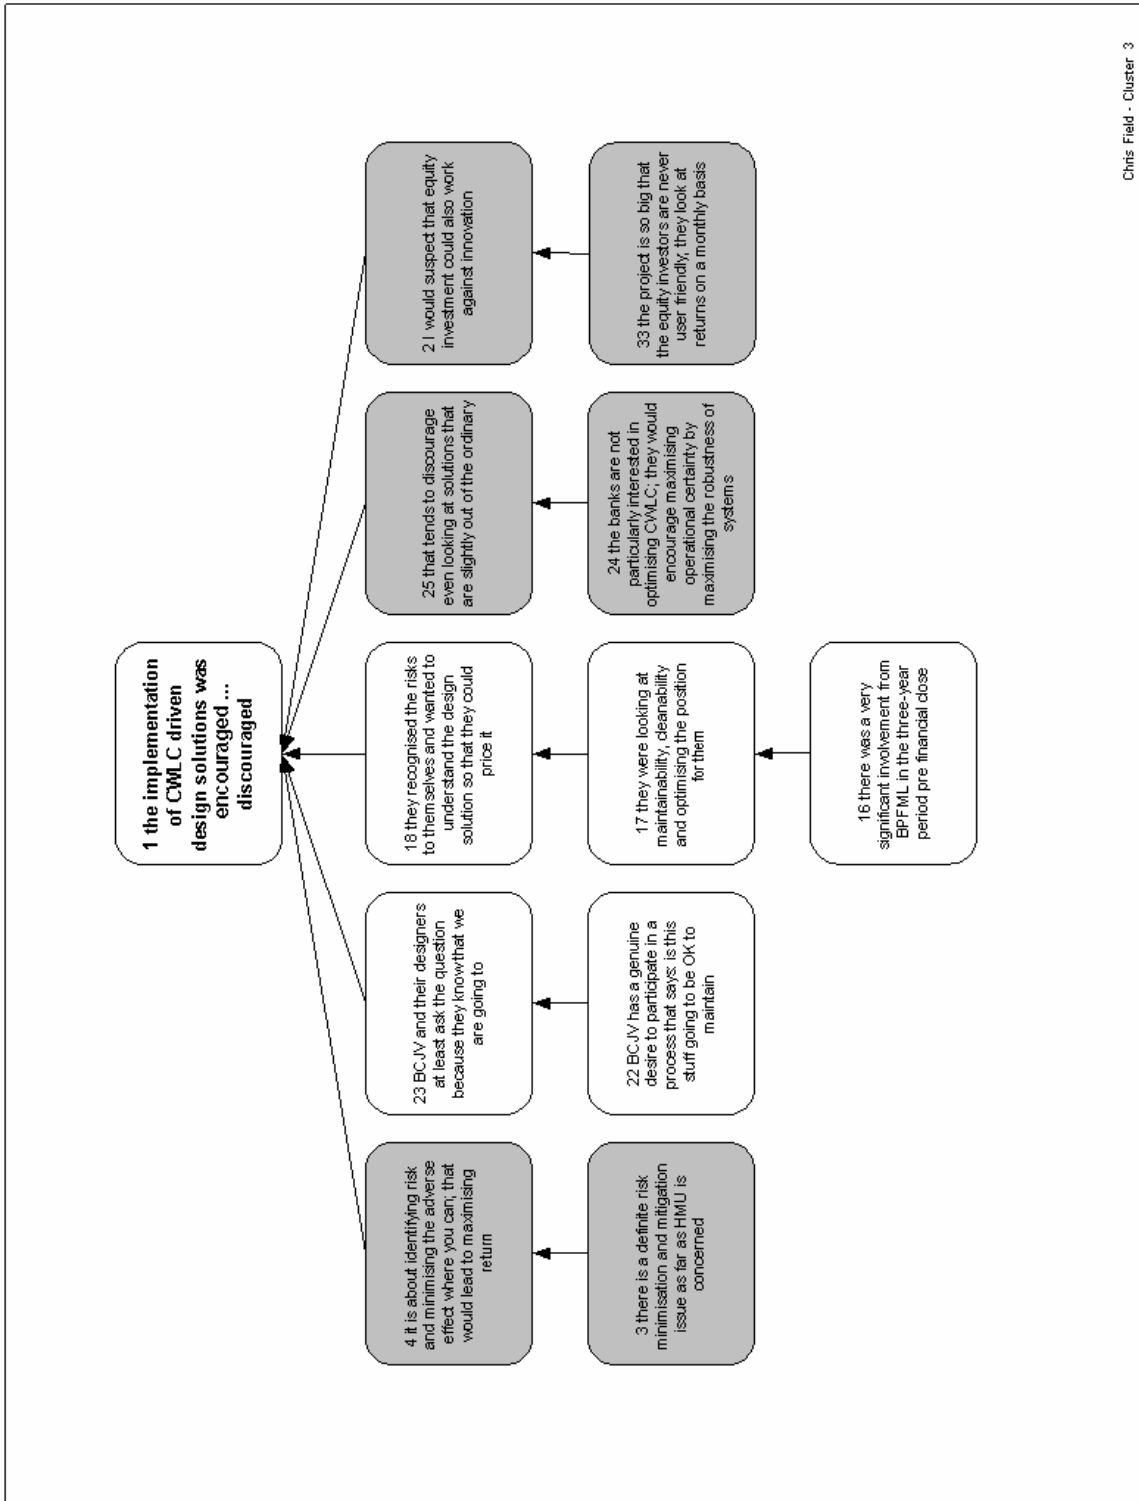 1 the implementation
of CWLC driven
design solutions was
encouraged ...
discouraged
4 it is about identifying risk
and minimising the adverse
effect where you can; that
would lead to maximising
return
23 BCJV and their designers
at least ask the question
because they know that we
are going to
18 they recognised the risks
to themselves and wanted to
understand the design
solution so that they could
price it
25 that tends to discourage
even looking at solutions that
are slightly out of the ordinary
2 I would suspect that equity
investment could also work
against innovation
3 there is a definite risk
minimisation and mitigation
issue as far as HMU is
concerned
22 BCJV has a genuine
desire to participate in a
process that says: is this
stuff going to be OK to
maintain
17 they were looking at
maintainability, cleanability
and optimising the position
for them
24 the banks are not
particularly interested in
optimising CWLC; they would
encourage maximising
operational certainty by
maximising the robustness of
systems
33 the project is so big that
the equity investors are never
user friendly, they look at
returns on a monthly basis
16 there was a very
significant involvement from
BPFML in the three-year
period pre financial close
Chris Field - Cluster 3